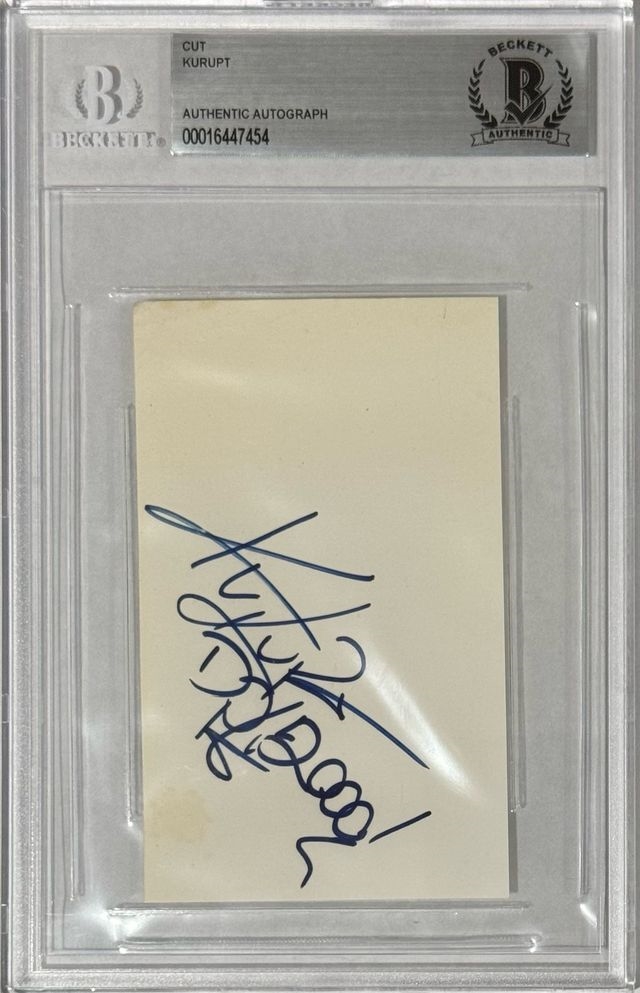 CUT
KURUPT
AUTHENTIC AUTOGRAPH
00016447454
BECKETT
B
AUTHENTIC
B
BECKETT®